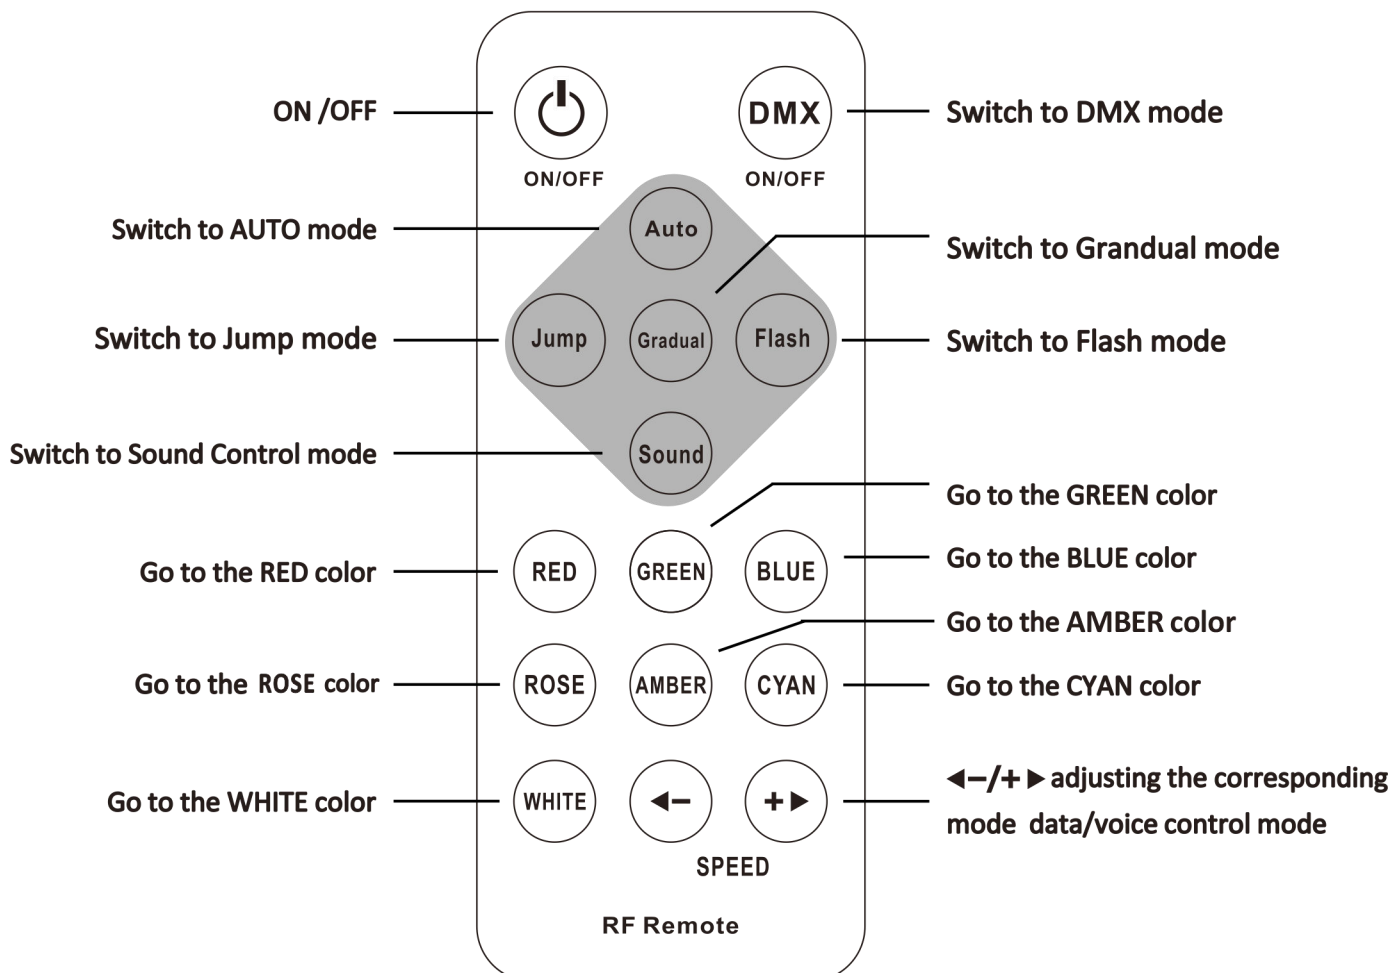 ON /OFF
DMX
Switch to DMX mode
ON/OFF
ON/OFF
Switch to AUTO mode
Auto
Switch to Grandual mode
Switch to Jump mode
Jump
Gradual
Flash
Switch to Flash mode
Switch to Sound Control mode
Sound
Go to the GREEN color
Go to the RED color
RED
GREEN
BLUE
Go to the BLUE color
Go to the AMBER color
Go to the ROSE color
ROSE
AMBER
CYAN
Go to the CYAN color
Go to the WHITE color
WHITE
◀−
+▶
◀−/+ ▶ adjusting the corresponding
mode data/voice control mode
SPEED
RF Remote